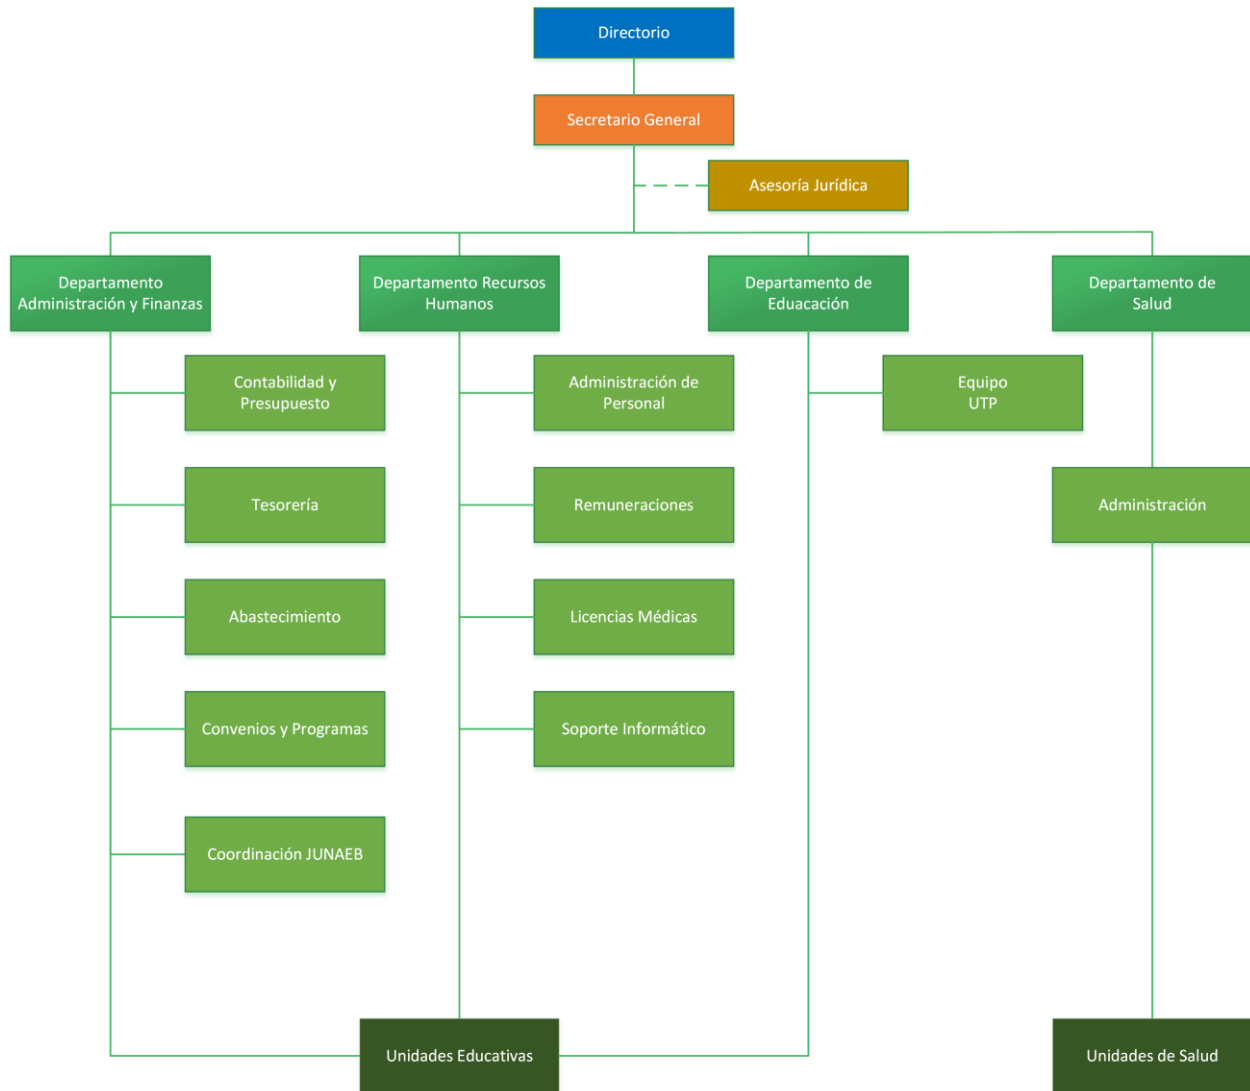 Directorio
Secretario General
Asesoría Jurídica
Departamento
Administración y Finanzas
Departamento Recursos
Humanos
Departamento de
Eduacación
Departamento de
Salud
Contabilidad y
Presupuesto
Administración de
Personal
Equipo
UTP
Tesorería
Remuneraciones
Administración
Abastecimiento
Licencias Médicas
Convenios y Programas
Soporte Informático
Coordinación JUNAEB
Unidades Educativas
Unidades de Salud